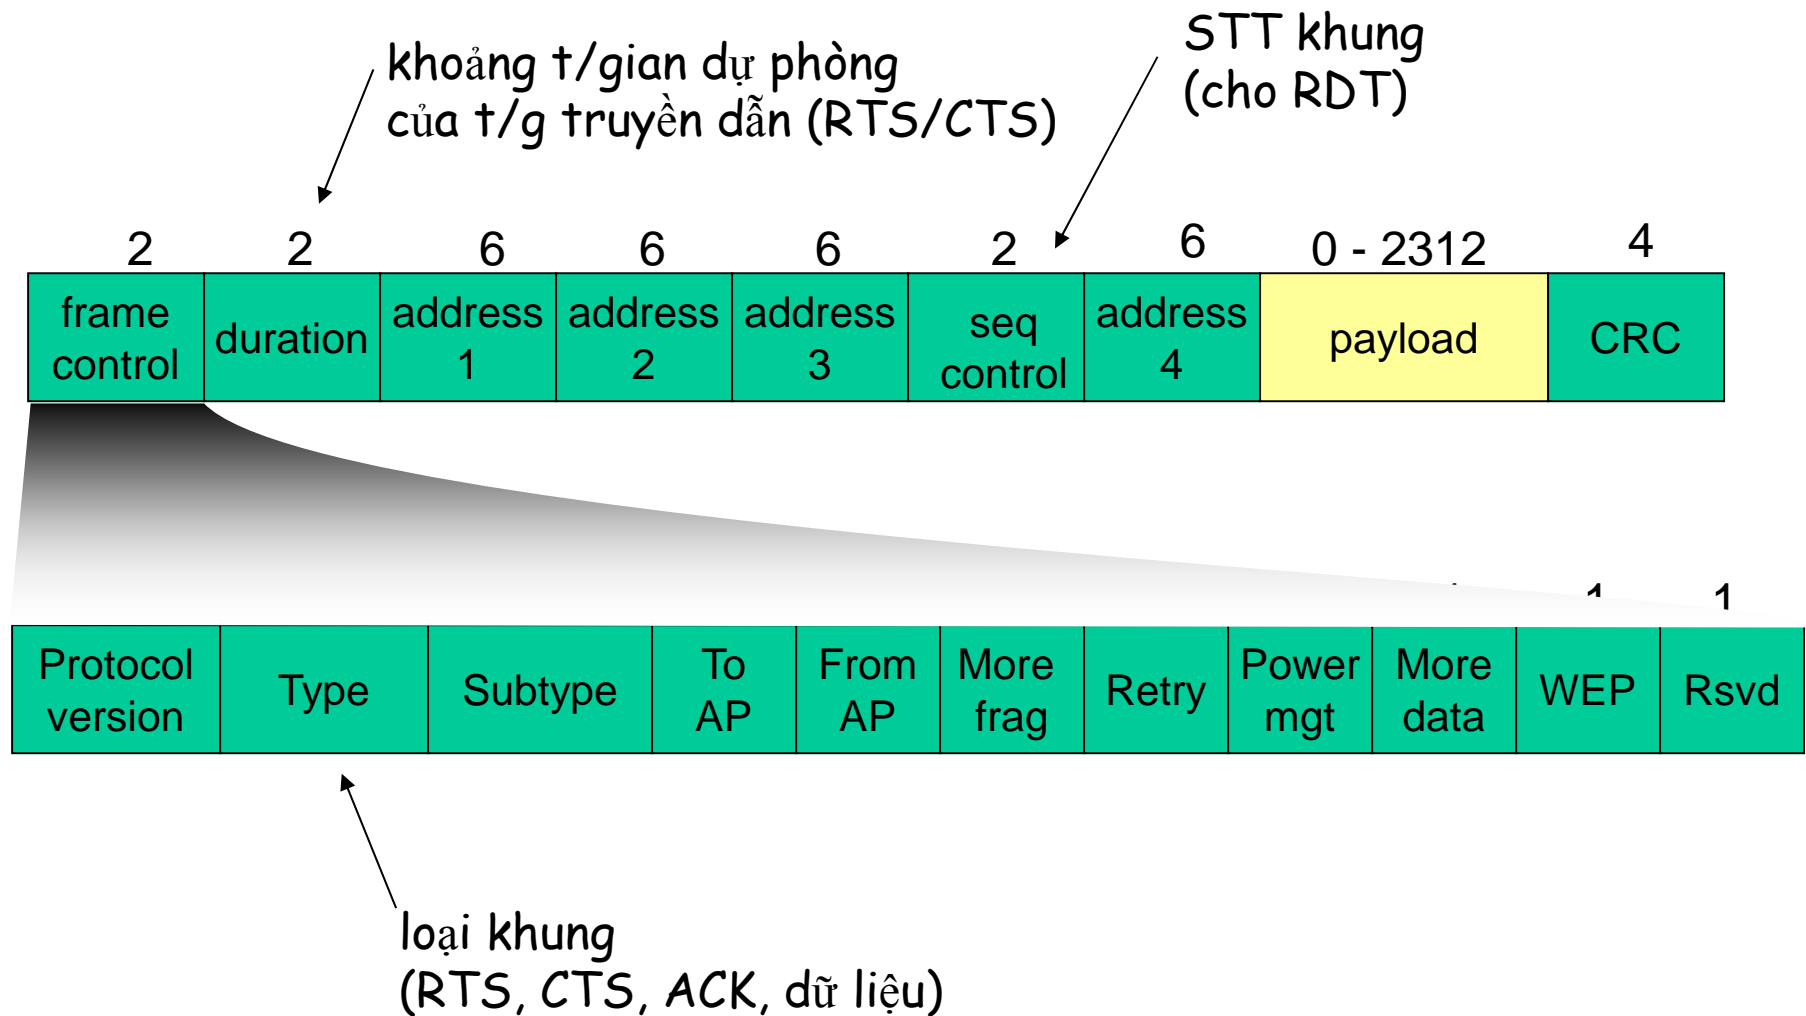 khoảng t/gian dự phòng
của t/g truyền dẫn (RTS/CTS)
STT khung
(cho RDT)
2 2 6 6 6 2 6 0 - 2312 4
frame control duration address 1 address 2 address 3 seq control address 4 payload CRC
1 1
Protocol version Type Subtype To AP From AP More frag Retry Power mgt More data WEP Rsvd
loại khung
(RTS, CTS, ACK, dữ liệu)